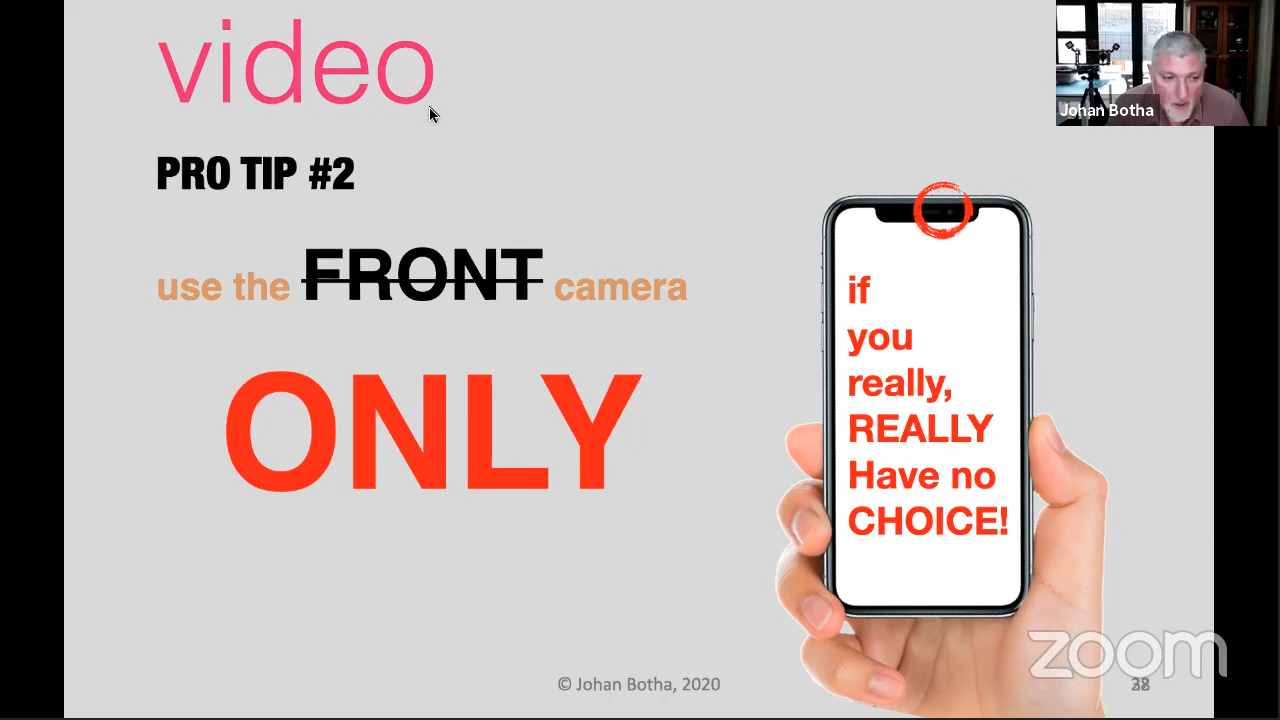 video
Johan Botha
PRO TIP #2
use the FRONT camera
ONLY
if
you
really,
REALLY
Have no
CHOICE!
© Johan Botha, 2020
zoom